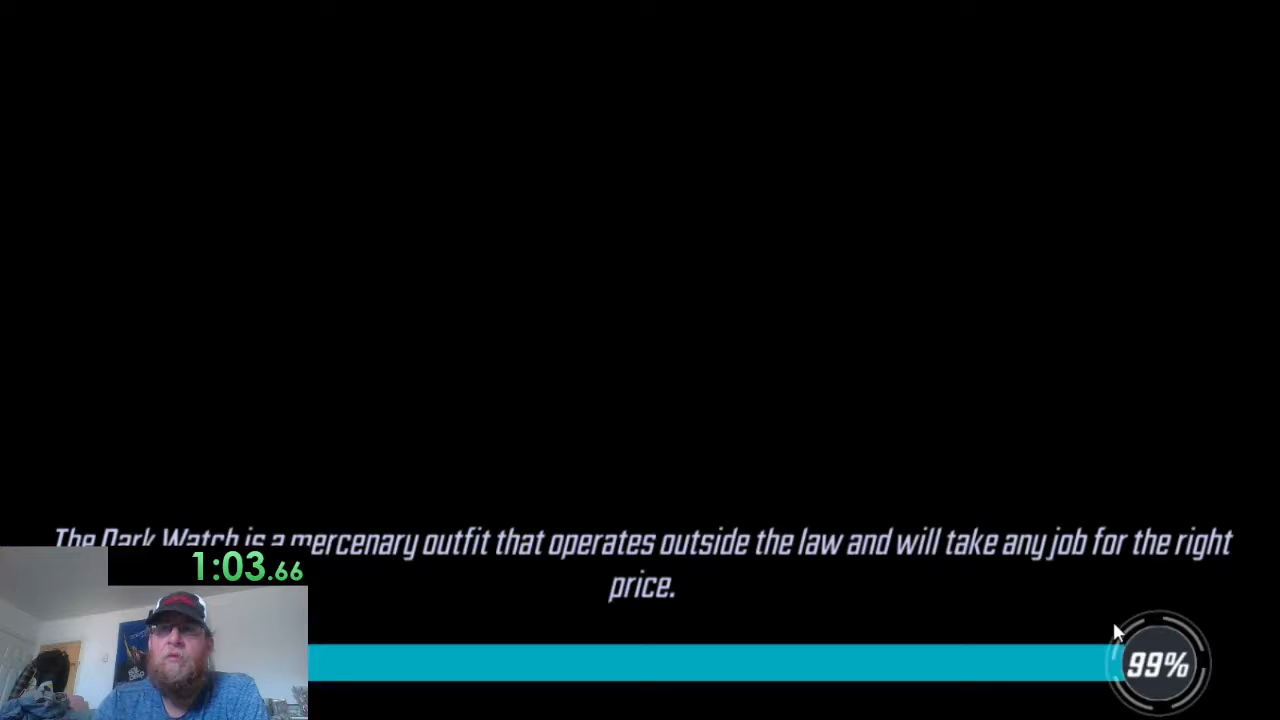 The Dark Watch is a mercenary outfit that operates outside the law and will take any job for the right
price.
1:03.66
99%